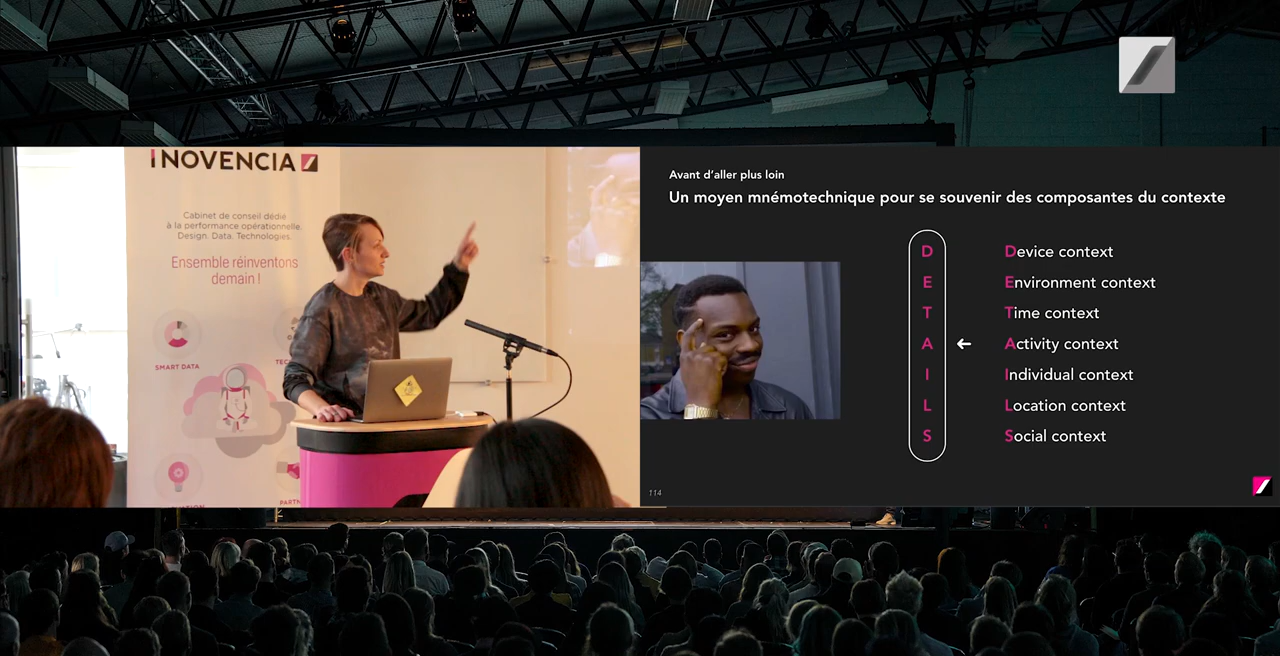 INOVENCIA
Cabinet de conseil dédie
à la performance opérationnelle.
Design. Data. Technologies.
Ensemble réinventons
demain !
SMART DATA
Avant d’aller plus loin
Un moyen mnémotechnique pour se souvenir des composantes du contexte
D
E
T
A
I
L
S
←
Device context
Environment context
Time context
Activity context
Individual context
Location context
Social context
114